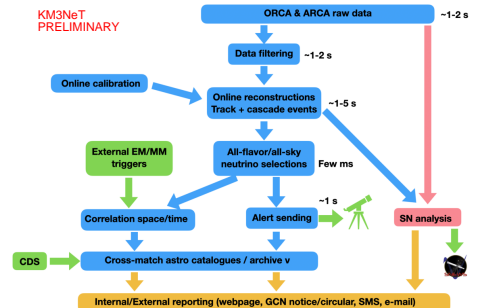 KM3NeT
PRELIMINARY
ORCA & ARCA raw data
~1-2 s
Data filtering
~1-2 s
Online calibration
Online reconstructions
Track + cascade events
~1-5 s
External EM/MM
triggers
All-flavor/all-sky
neutrino selections
Few ms
~1 s
Correlation space/time
Alert sending
SN analysis
CDS
Cross-match astro catalogues / archive ν
Internal/External reporting (webpage, GCN notice/circular, SMS, e-mail)